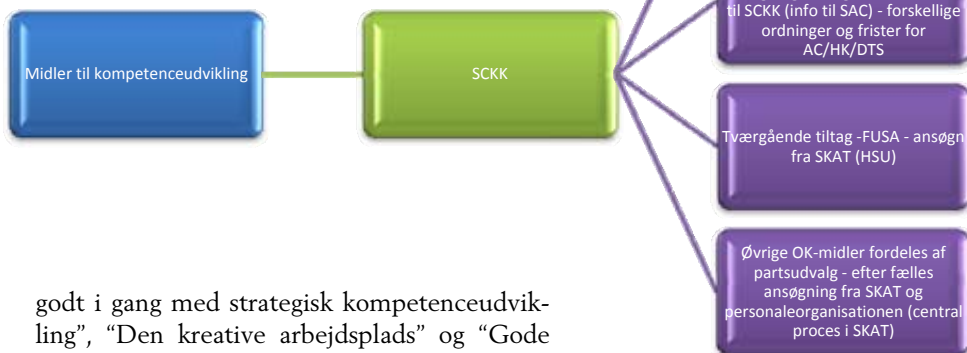 Midler til kompetenceudvikling
SCKK
til SCKK (info til SAC) - forskellige
ordninger og frister for
AC/HK/DTS
Tværgående tiltag -FUSA - ansøgn
fra SKAT (HSU)
Øvrige OK-midler fordeles af
partsudvalg - efter fælles
ansøgning fra SKAT og
personaleorganisationen (central
proces i SKAT)
godt i gang med strategisk kompetenceudvik-
ling”, “Den kreative arbejdsplads” og “Gode